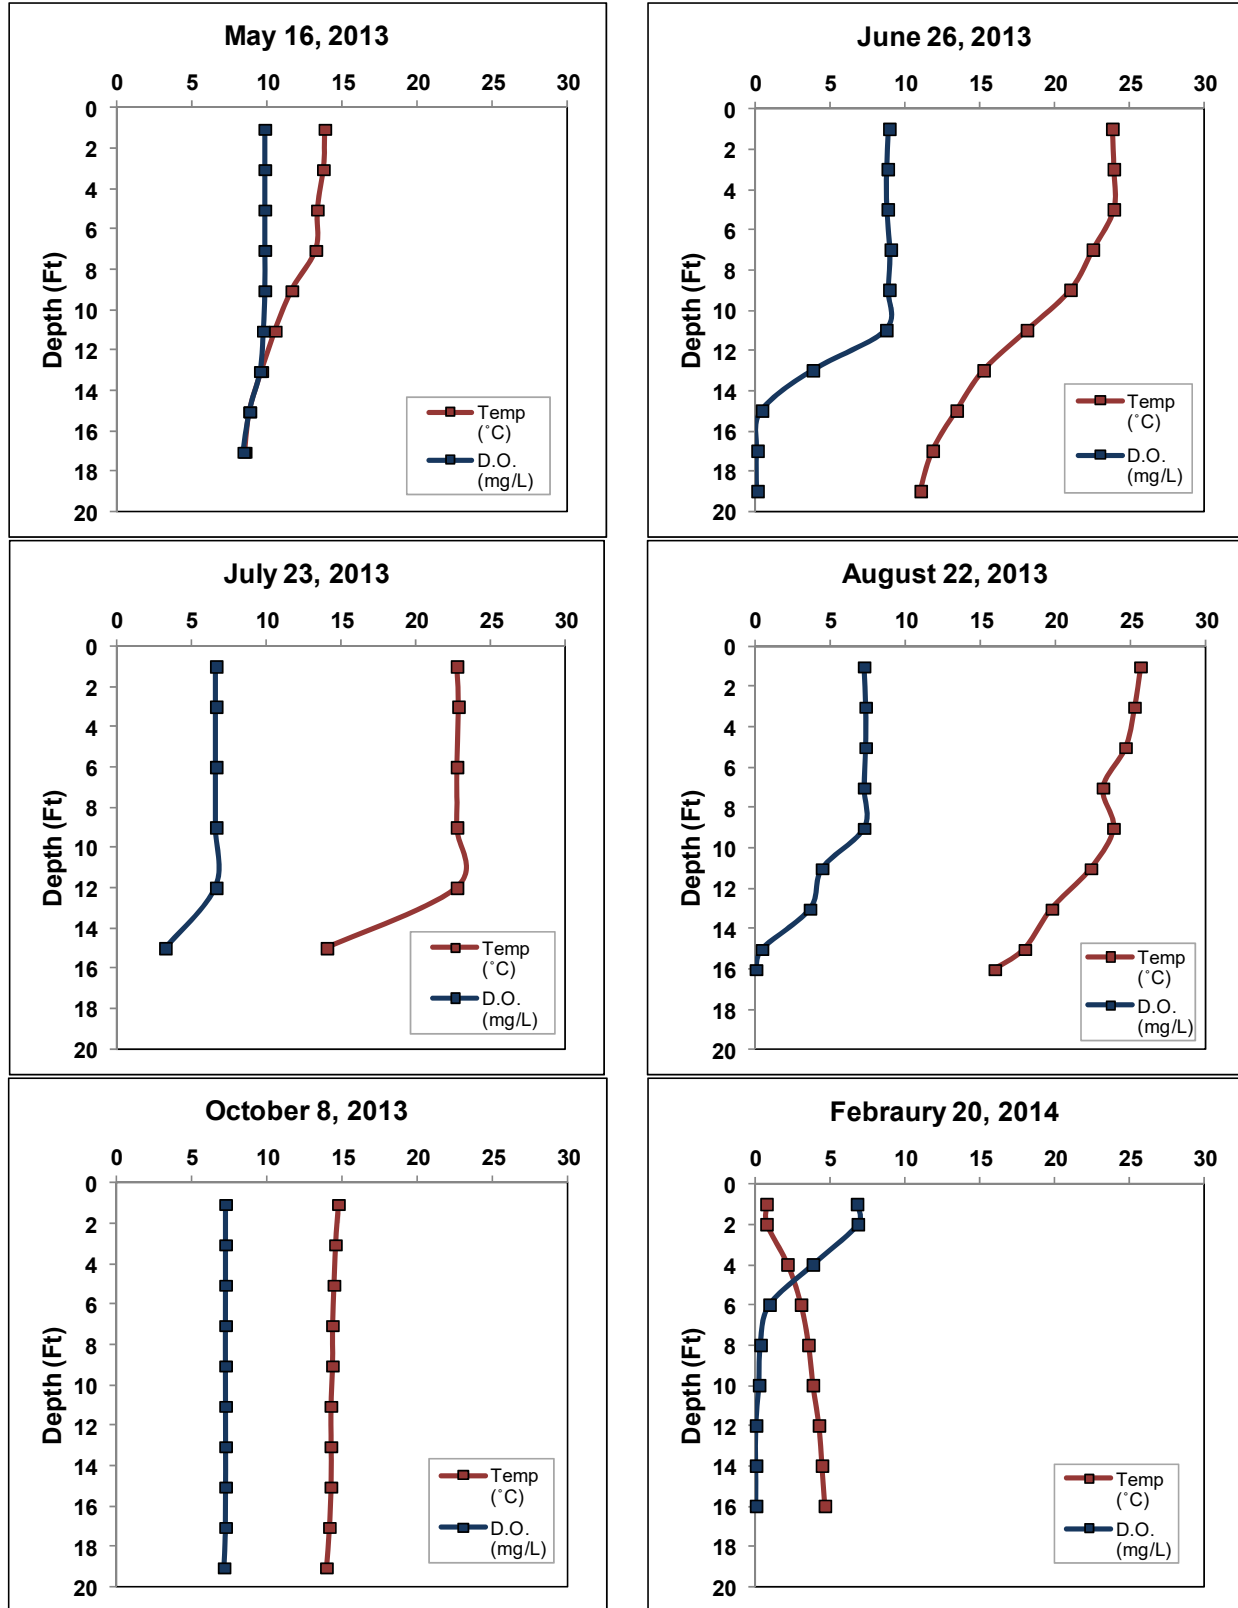 May 16, 2013
0 5 10 15 20 25 30
0
2
4
6
8
10
12
14
16
18
20
Depth (Ft)
Temp
(˚C)
D.O.
(mg/L)
June 26, 2013
0 5 10 15 20 25 30
0
2
4
6
8
10
12
14
16
18
20
Depth (Ft)
Temp
(˚C)
D.O.
(mg/L)
July 23, 2013
0 5 10 15 20 25 30
0
2
4
6
8
10
12
14
16
18
20
Depth (Ft)
Temp
(˚C)
D.O.
(mg/L)
August 22, 2013
0 5 10 15 20 25 30
0
2
4
6
8
10
12
14
16
18
20
Depth (Ft)
Temp
(˚C)
D.O.
(mg/L)
October 8, 2013
0 5 10 15 20 25 30
0
2
4
6
8
10
12
14
16
18
20
Depth (Ft)
Temp
(˚C)
D.O.
(mg/L)
Febraury 20, 2014
0 5 10 15 20 25 30
0
2
4
6
8
10
12
14
16
18
20
Depth (Ft)
Temp
(˚C)
D.O.
(mg/L)